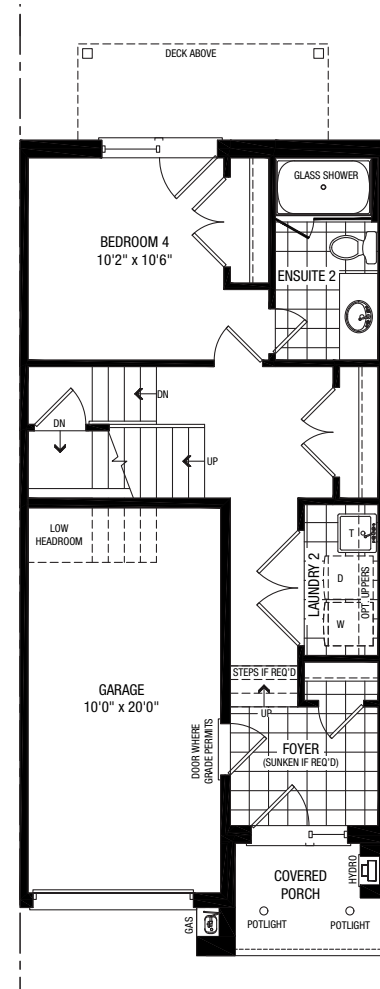 DECK ABOVE
GLASS SHOWER
BEDROOM 4
10'2" x 10'6"
ENSUITE 2
DN
DN
UP
LOW
HEADROOM
T
LAUNDRY 2
D
OPT. UPPERS
W
GARAGE
10'0" x 20'0"
STEPS IF REQ'D
UP
DOOR WHERE
GRADE PERMITS
FOYER
(SUNKEN IF REQ'D)
COVERED
PORCH
HYDRO
GAS
POTLIGHT
POTLIGHT